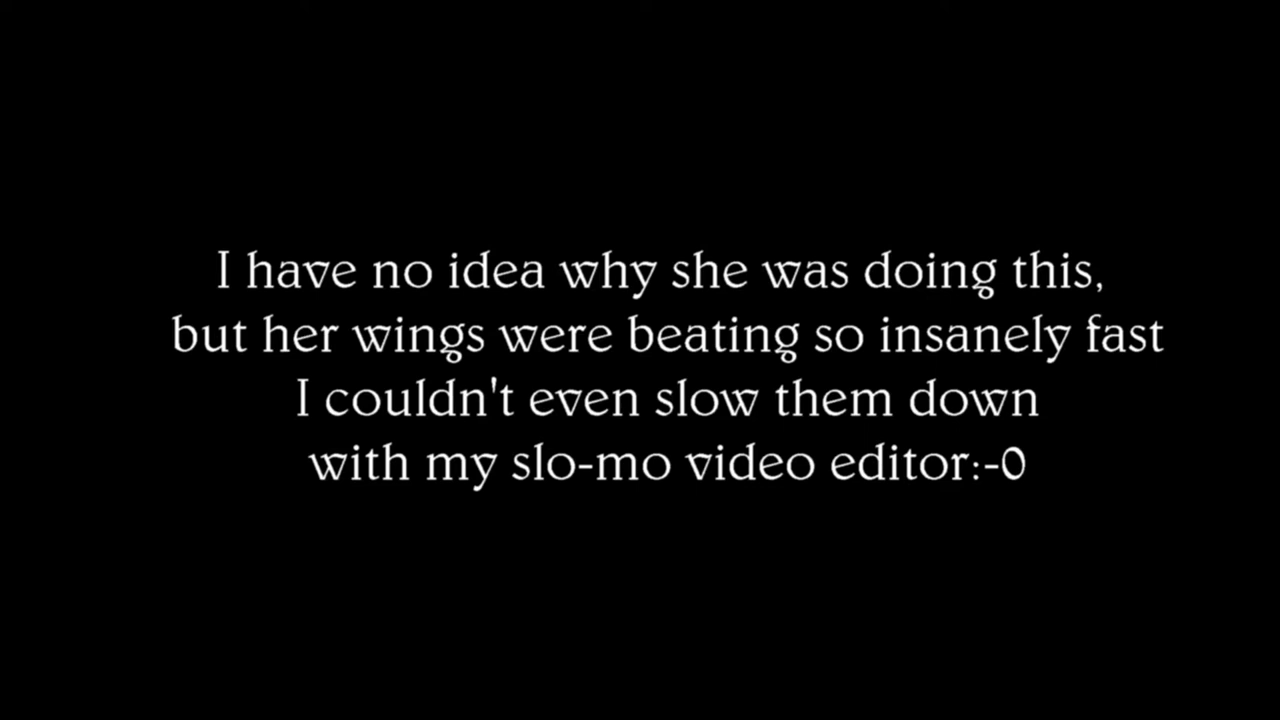 I have no idea why she was doing this,
but her wings were beating so insanely fast
I couldn't even slow them down
with my slo-mo video editor:-0